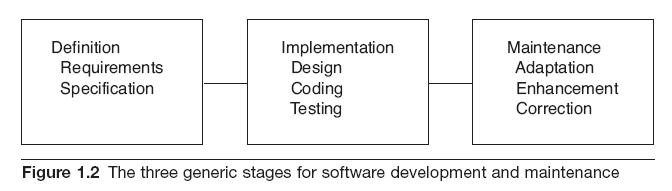 Definition
Requirements
Specification
Implementation
Design
Coding
Testing
Maintenance
Adaptation
Enhancement
Correction
Figure 1.2 The three generic stages for software development and maintenance